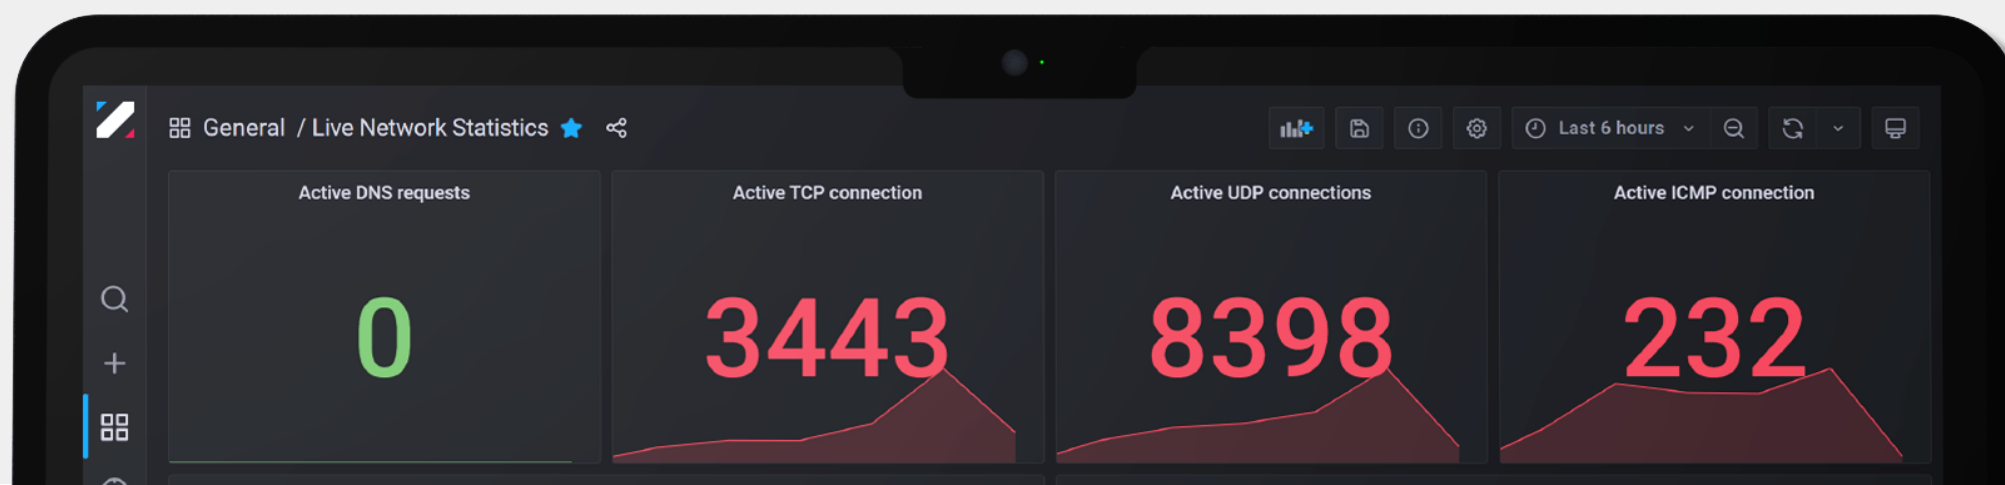 General / Live Network Statistics
Last 6 hours
Active DNS requests
0
Active TCP connection
3443
Active UDP connections
8398
Active ICMP connection
232